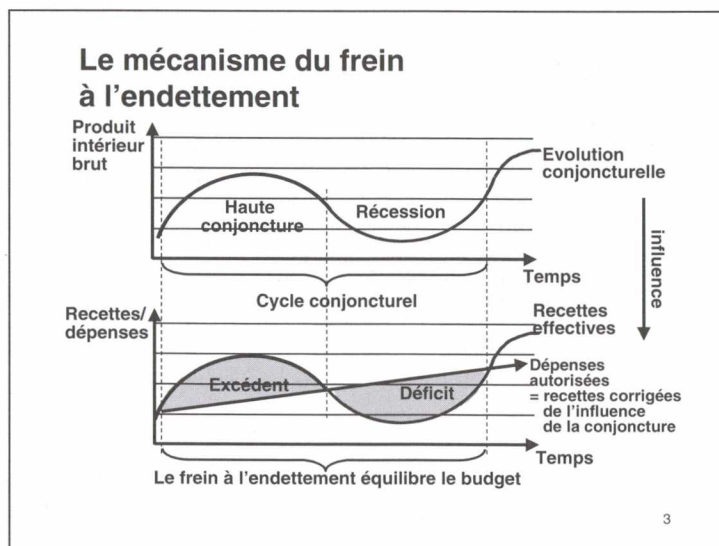 Le mécanisme du frein
à l'endettement
Produit
intérieur
brut
Evolution
conjoncturelle
Haute
conjoncture
Récession
influence
Temps
Cycle conjoncturel
Recettes/
dépenses
Recettes
effectives
Excédent
Déficit
Dépenses
autorisées
= recettes corrigées
de l'influence
de la conjoncture
Temps
Le frein à l'endettement équilibre le budget
3